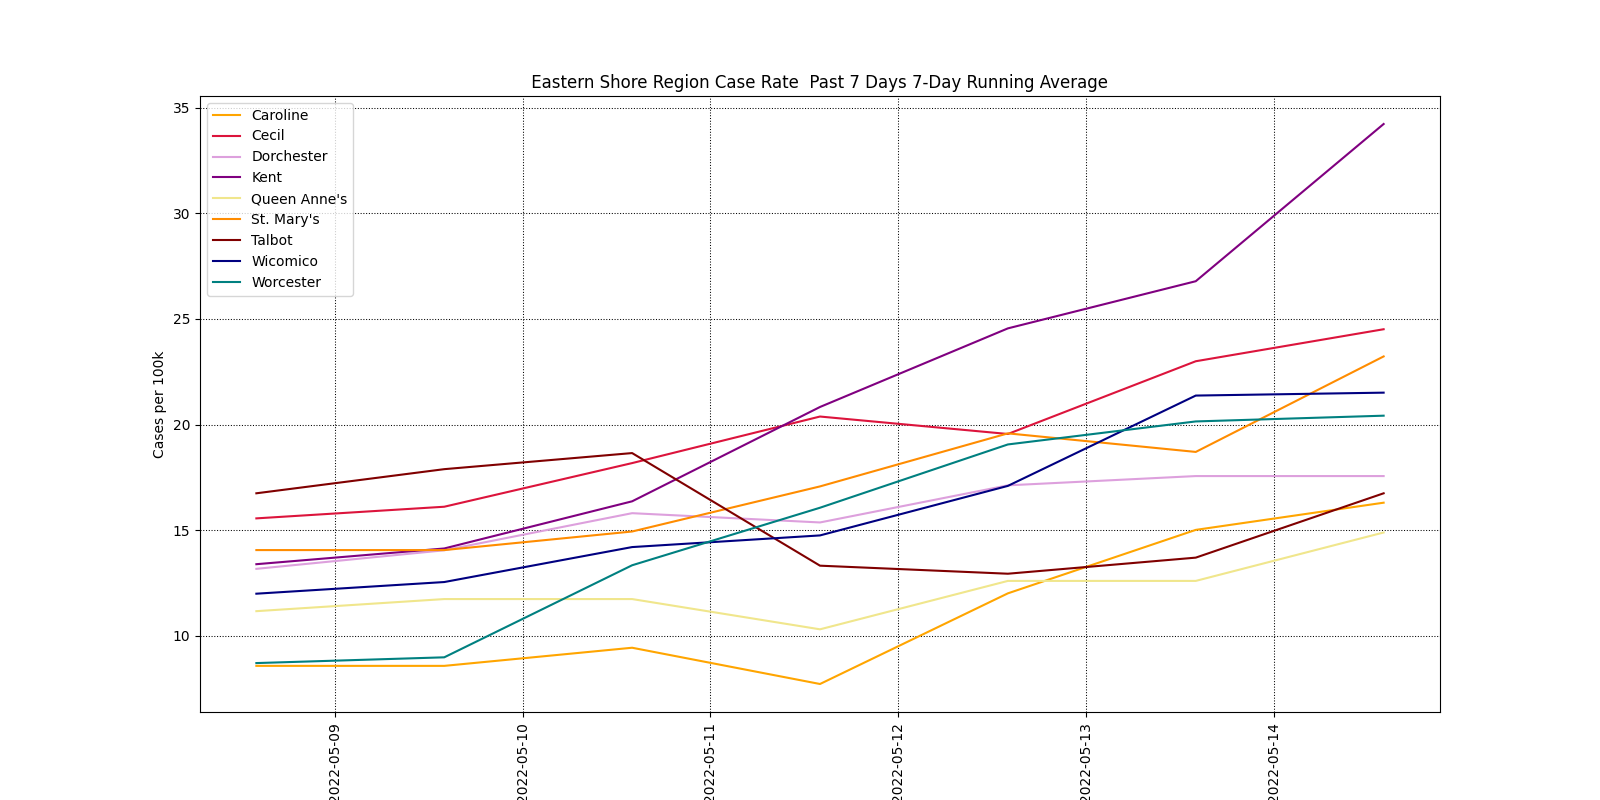 Eastern Shore Region Case Rate  Past 7 Days 7-Day Running Average
35
30
25
20
15
10
Cases per 100k
Caroline
Cecil
Dorchester
Kent
Queen Anne's
St. Mary's
Talbot
Wicomico
Worcester
2022-05-09
2022-05-10
2022-05-11
2022-05-12
2022-05-13
2022-05-14